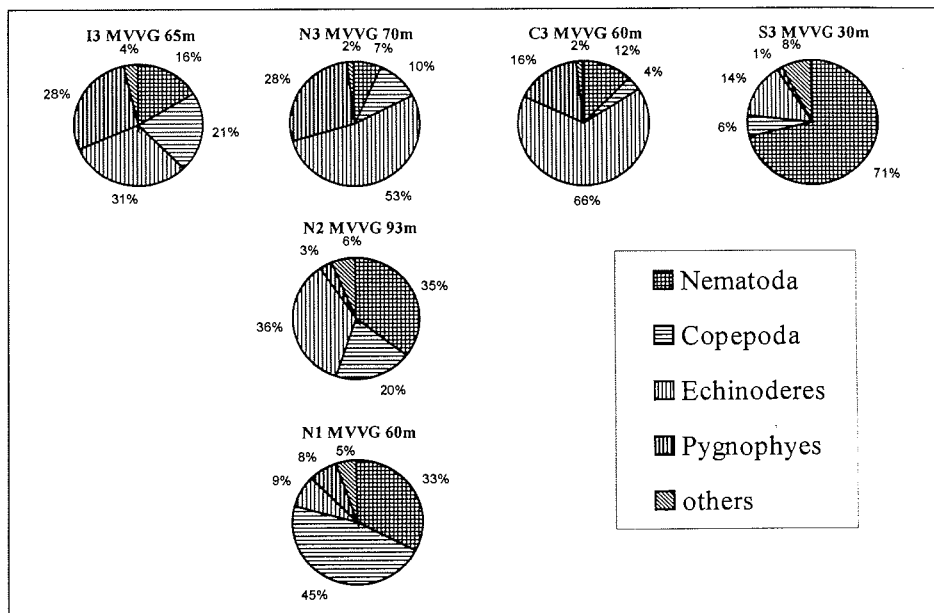 I3 MVVG 65m
4%
16%
21%
31%
28%
N3 MVVG 70m
2%
7%
10%
53%
28%
C3 MVVG 60m
2%
12%
4%
66%
16%
S3 MVVG 30m
8%
1%
14%
6%
71%
N2 MVVG 93m
6%
3%
35%
36%
20%
N1 MVVG 60m
5%
8%
9%
33%
45%
Nematoda
Copepoda
Echinoderes
Pygnophyes
others